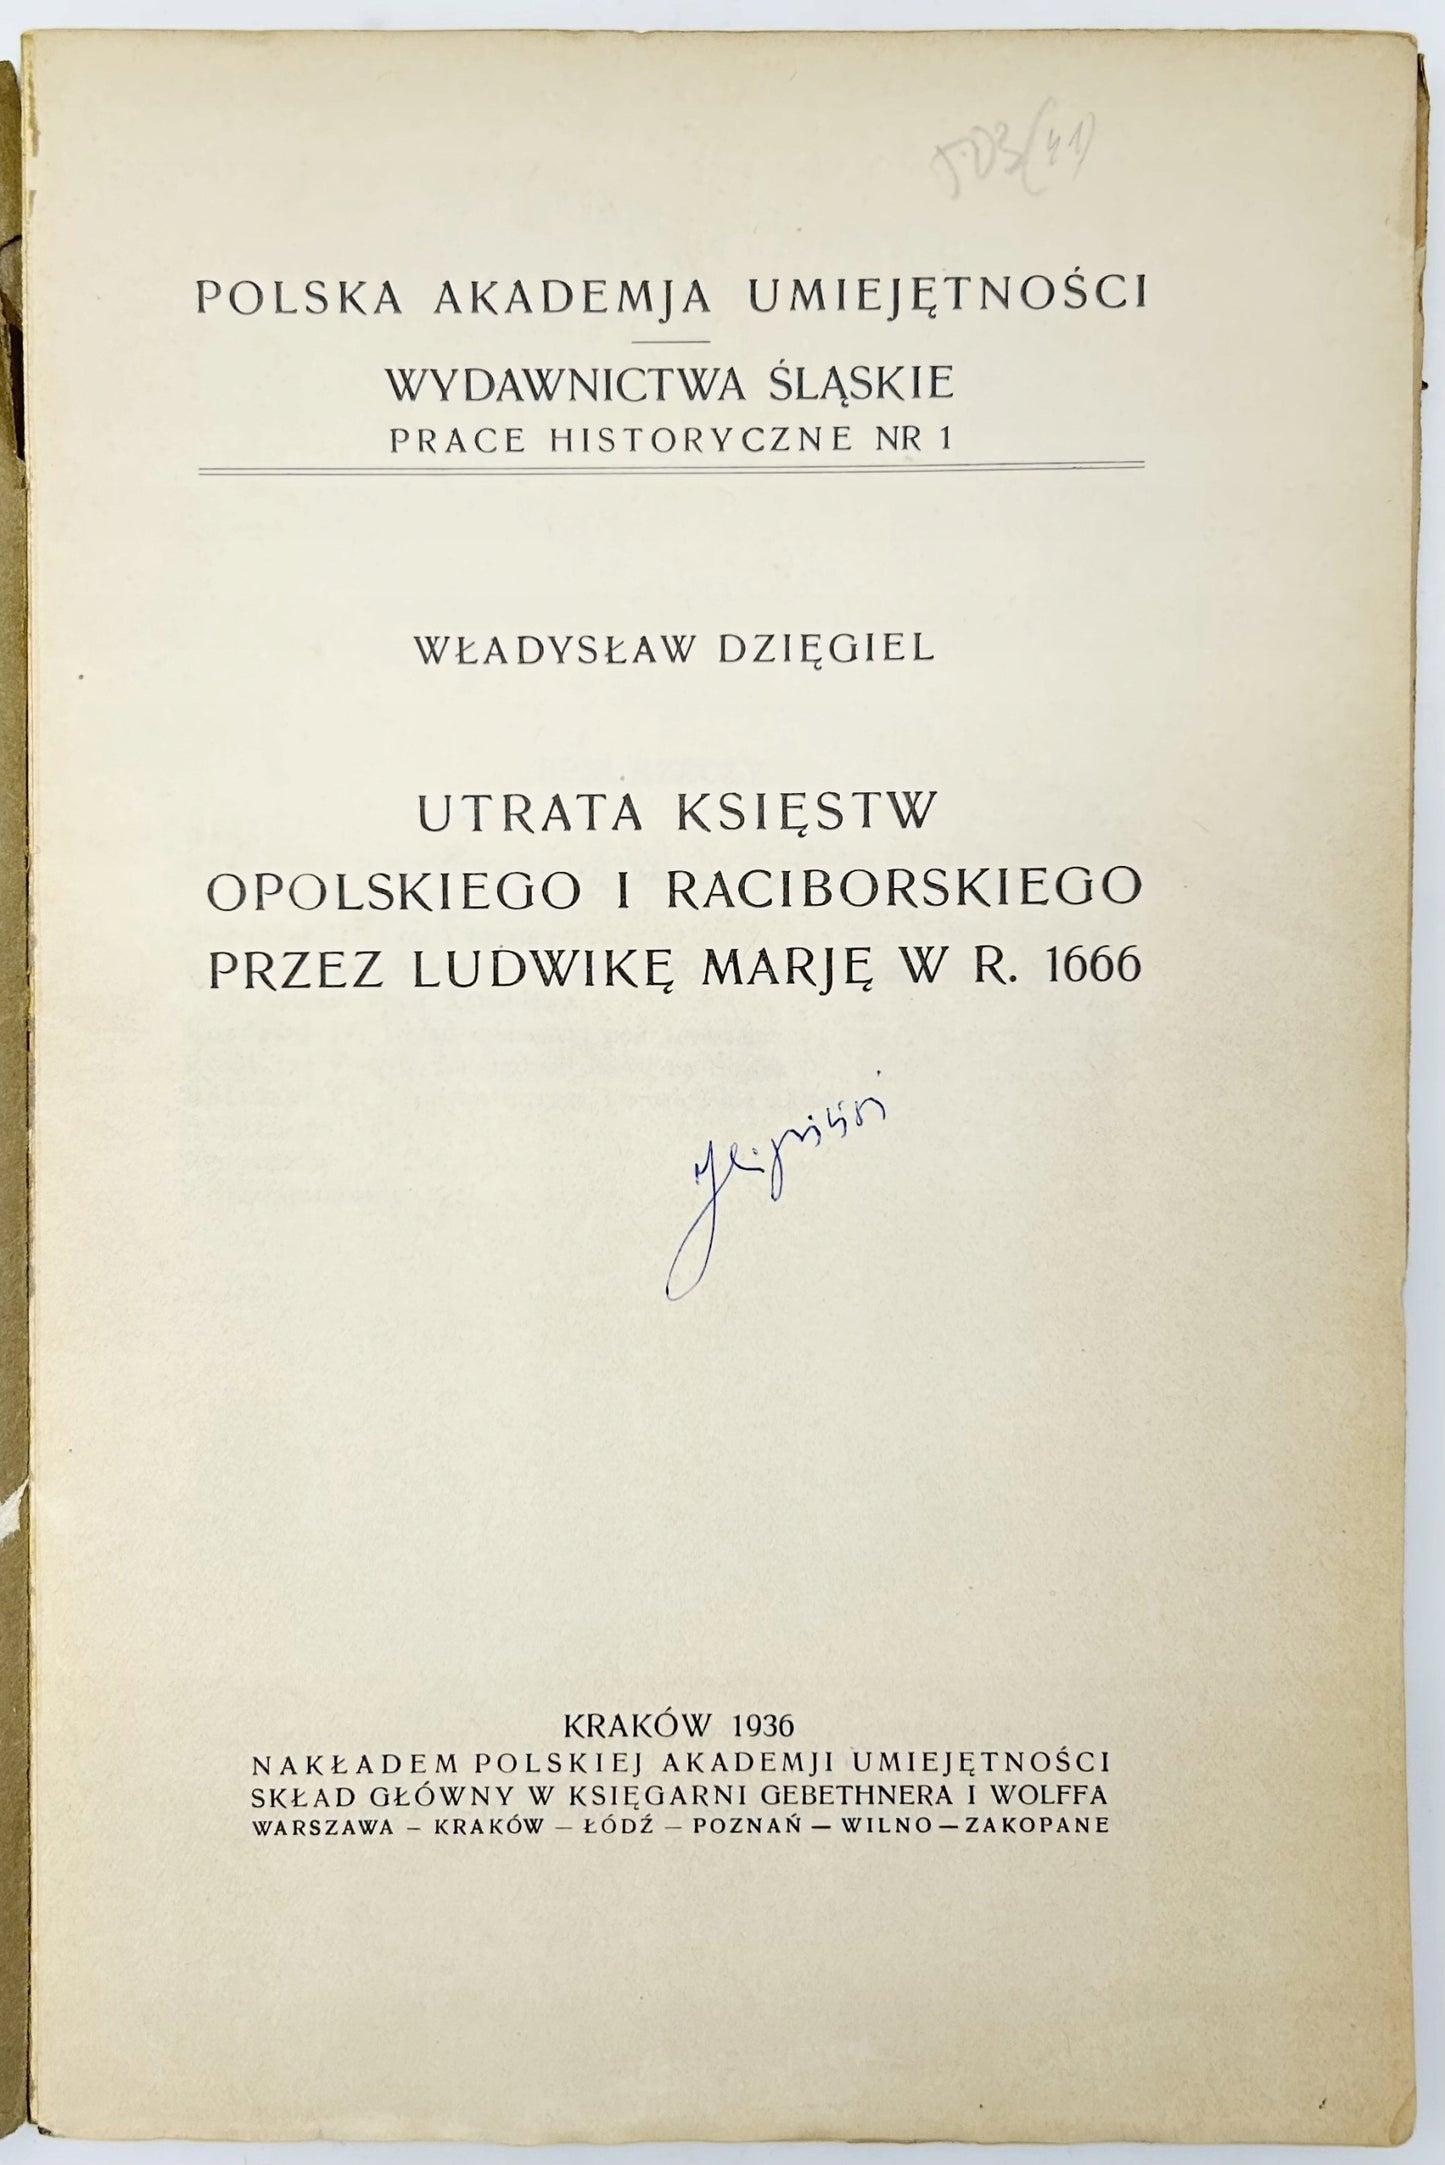 POLSKA AKADEMJA UMIEJĘTNOŚCI
WYDAWNICTWA ŚLĄSKIE
PRACE HISTORYCZNE NR 1
WŁADYSŁAW DZIĘGIEL
UTRATA KSIĘSTW
OPOLSKIEGO I RACIBORSKIEGO
PRZEZ LUDWIKĘ MARJĘ W R. 1666
KRAKÓW 1936
NAKŁADEM POLSKIEJ AKADEMJI UMIEJĘTNOŚCI
SKŁAD GŁÓWNY W KSIĘGARNI GEBETHNERA I WOLFFA
WARSZAWA – KRAKÓW – ŁÓDŹ – POZNAŃ — WILNO — ZAKOPANE